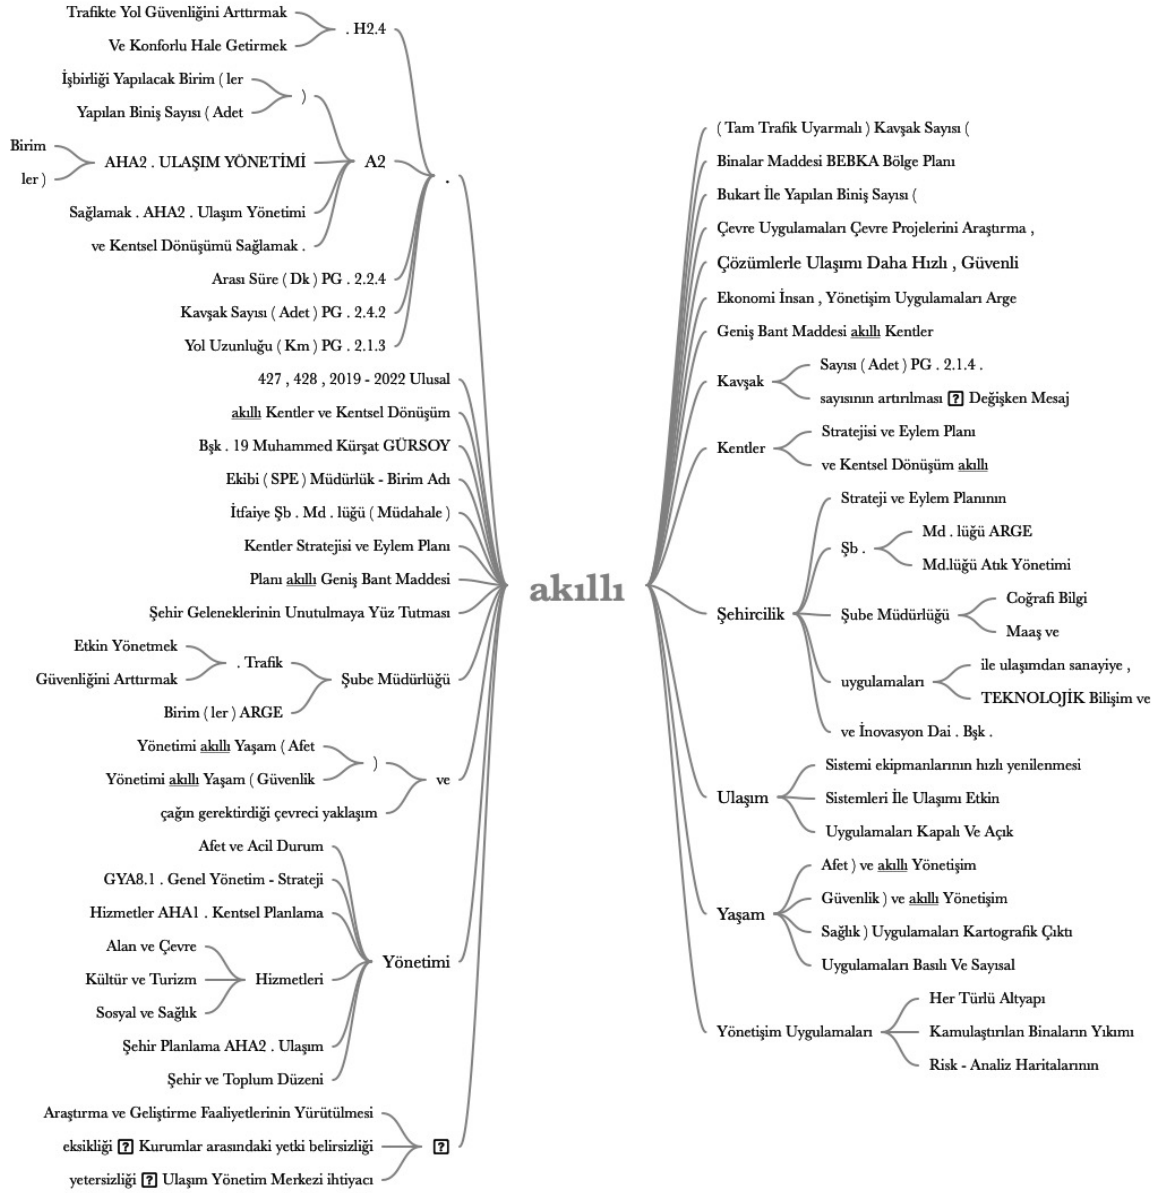 Trafikte Yol Güvenliğini Arttırmak
Ve Konforlu Hale Getirmek
. H2.4
İşbirliği Yapılacak Birim ( ler
Yapılan Biniş Sayısı ( Adet
)
Birim
ler )
AHA2 . ULAŞIM YÖNETİMİ
A2
.
Sağlamak . AHA2 . Ulaşım Yönetimi
ve Kentsel Dönüşümü Sağlamak .
Arası Süre ( Dk ) PG . 2.2.4
Kavşak Sayısı ( Adet ) PG . 2.4.2
Yol Uzunluğu ( Km ) PG . 2.1.3
427 , 428 , 2019 - 2022 Ulusal
akıllı Kentler ve Kentsel Dönüşüm
Bşk . 19 Muhammed Kürşat GÜRSOY
Ekibi ( SPE ) Müdürlük - Birim Adı
İtfaiye Şb . Md . lüğü ( Müdahale )
Kentler Stratejisi ve Eylem Planı
Planı akıllı Geniş Bant Maddesi
Şehir Geleneklerinin Unutulmaya Yüz Tutması
Etkin Yönetmek
Güvenliğini Arttırmak
. Trafik
Birim ( ler ) ARGE
Şube Müdürlüğü
Yönetimi akıllı Yaşam ( Afet
Yönetimi akıllı Yaşam ( Güvenlik
)
çağın gerektirdiği çevreci yaklaşım
ve
Afet ve Acil Durum
GYA8.1 . Genel Yönetim - Strateji
Hizmetler AHA1 . Kentsel Planlama
Alan ve Çevre
Kültür ve Turizm
Sosyal ve Sağlık
Hizmetleri
Şehir Planlama AHA2 . Ulaşım
Şehir ve Toplum Düzeni
Yönetimi
Araştırma ve Geliştirme Faaliyetlerinin Yürütülmesi
eksikliği ? Kurumlar arasındaki yetki belirsizliği
yetersizliği ? Ulaşım Yönetim Merkezi ihtiyacı
?
akıllı
( Tam Trafik Uyarmalı ) Kavşak Sayısı (
Binalar Maddesi BEBKA Bölge Planı
Bukart İle Yapılan Biniş Sayısı (
Çevre Uygulamaları Çevre Projelerini Araştırma ,
Çözümlerle Ulaşımı Daha Hızlı , Güvenli
Ekonomi İnsan , Yönetişim Uygulamaları Arge
Geniş Bant Maddesi akıllı Kentler
Kavşak
Sayısı ( Adet ) PG . 2.1.4 .
sayısının artırılması ? Değişken Mesaj
Kentler
Stratejisi ve Eylem Planı
ve Kentsel Dönüşüm akıllı
Şehircilik
Strateji ve Eylem Planının
Şb .
Md . lüğü ARGE
Md.lüğü Atık Yönetimi
Şube Müdürlüğü
Coğrafi Bilgi
Maaş ve
uygulamaları
ile ulaşımdan sanayiye ,
TEKNOLOJİK Bilişim ve
ve İnovasyon Dai . Bşk .
Ulaşım
Sistemi ekipmanlarının hızlı yenilenmesi
Sistemleri İle Ulaşımı Etkin
Uygulamaları Kapalı Ve Açık
Yaşam
Afet ) ve akıllı Yönetişim
Güvenlik ) ve akıllı Yönetişim
Sağlık ) Uygulamaları Kartografik Çıktı
Uygulamaları Basılı Ve Sayısal
Yönetişim Uygulamaları
Her Türlü Altyapı
Kamulaştırılan Binaların Yıkımı
Risk - Analiz Haritalarının